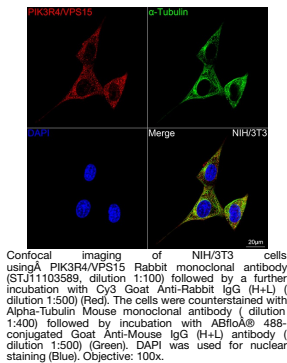 PIK3R4/VPS15
α-Tubulin
DAPI
Merge
NIH/3T3
20μm
Confocal imaging of NIH/3T3 cells
usingÂ PIK3R4/VPS15 Rabbit monoclonal antibody
(STJ11103589, dilution 1:100) followed by a further
incubation with Cy3 Goat Anti-Rabbit IgG (H+L) (
dilution 1:500) (Red). The cells were counterstained with
Alpha-Tubulin Mouse monoclonal antibody ( dilution
1:400) followed by incubation with ABfloÂ® 488-
conjugated Goat Anti-Mouse IgG (H+L) antibody (
dilution 1:500) (Green). DAPI was used for nuclear
staining (Blue). Objective: 100x.